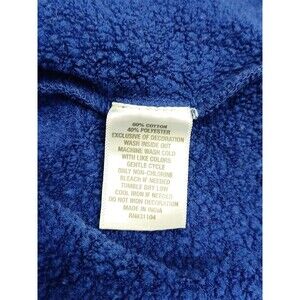 60% COTTON
40% POLYESTER
EXCLUSIVE OF DECORATION
WASH INSIDE OUT
MACHINE WASH COLD
WITH LIKE COLORS
GENTLE CYCLE
ONLY NON-CHLORINE
BLEACH IF NEEDED
TUMBLE DRY LOW
COOL IRON IF NEEDED
DO NOT IRON DECORATION
MADE IN INDIA
RN#31104